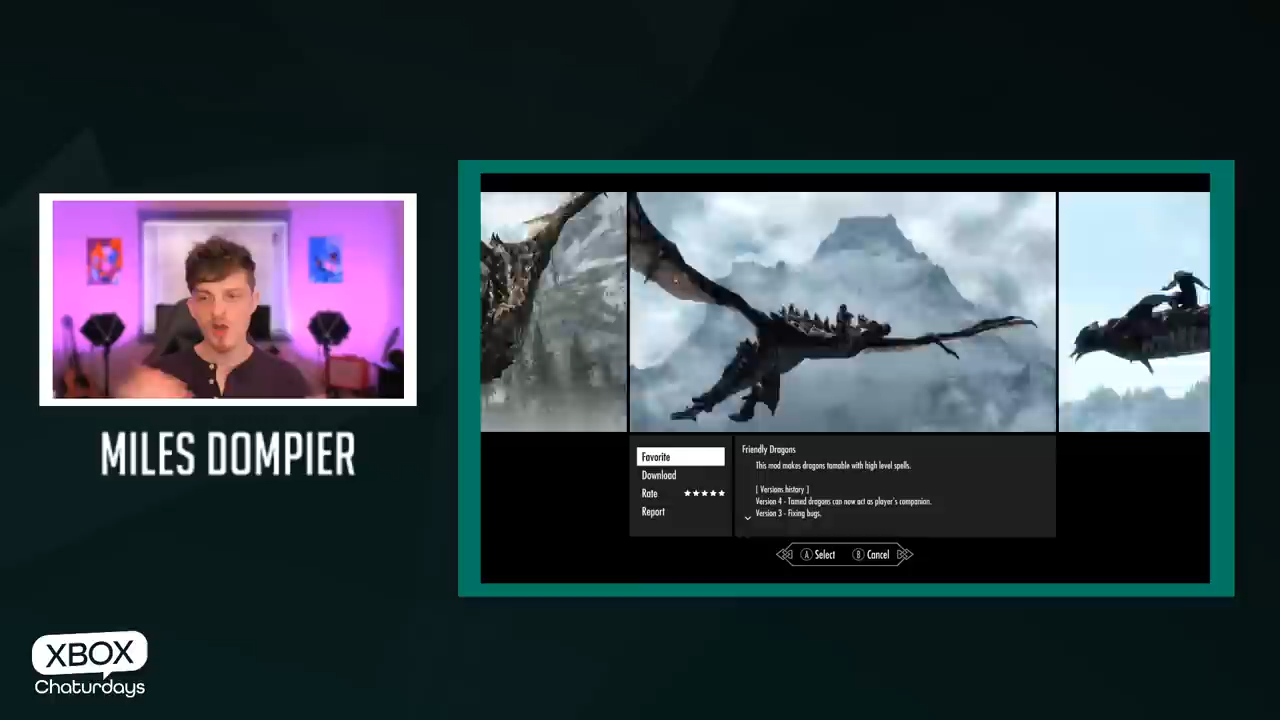 MILES DOMPIER
XBOX
Chaturdays
Favorite
Download
Rate ★★★★★
Report
Friendly Dragons
This mod makes dragons tamable with high level spells.
[ Versions history ]
Version 4 - Tamed dragons can now act as player's companion.
Version 3 - Fixing bugs.
A Select B Cancel